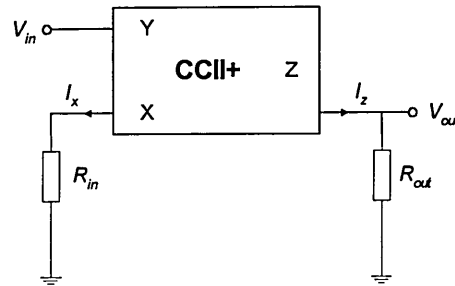 V_in
Y
CCII+
Z
I_x
X
I_z
V_ou
R_in
R_out